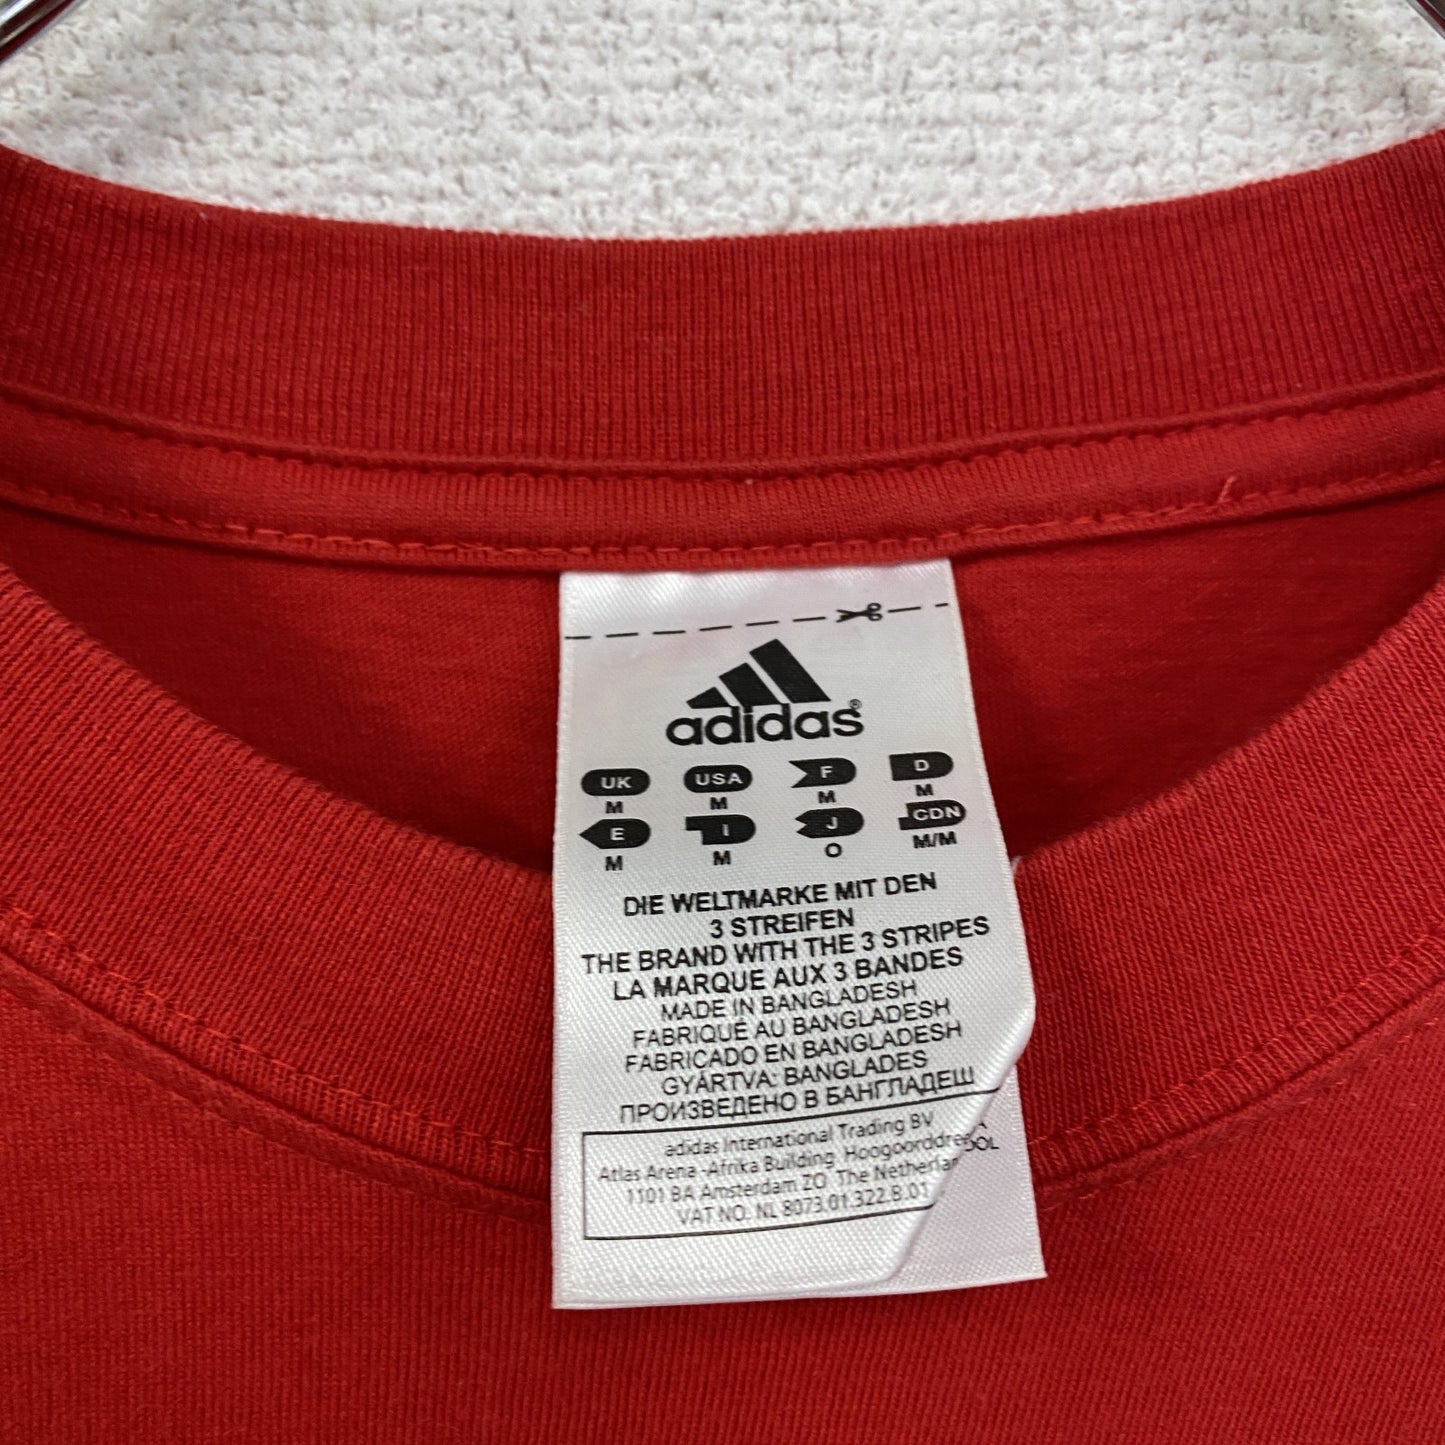 adidas®
UK USA F D
M M M M
E I J CDN
M M O M/M
DIE WELTMARKE MIT DEN
3 STREIFEN
THE BRAND WITH THE 3 STRIPES
LA MARQUE AUX 3 BANDES
MADE IN BANGLADESH
FABRIQUÉ AU BANGLADESH
FABRICADO EN BANGLADESH
GYÁRTVA: BANGLADES
ПРОИЗВЕДЕНО В БАНГЛАДЕШ
adidas International Trading BV
Atlas Arena -Afrika Building Hoogoorddre
1101 BA Amsterdam ZO The Netherlan
VAT NO. NL 8073.01.322.B.01